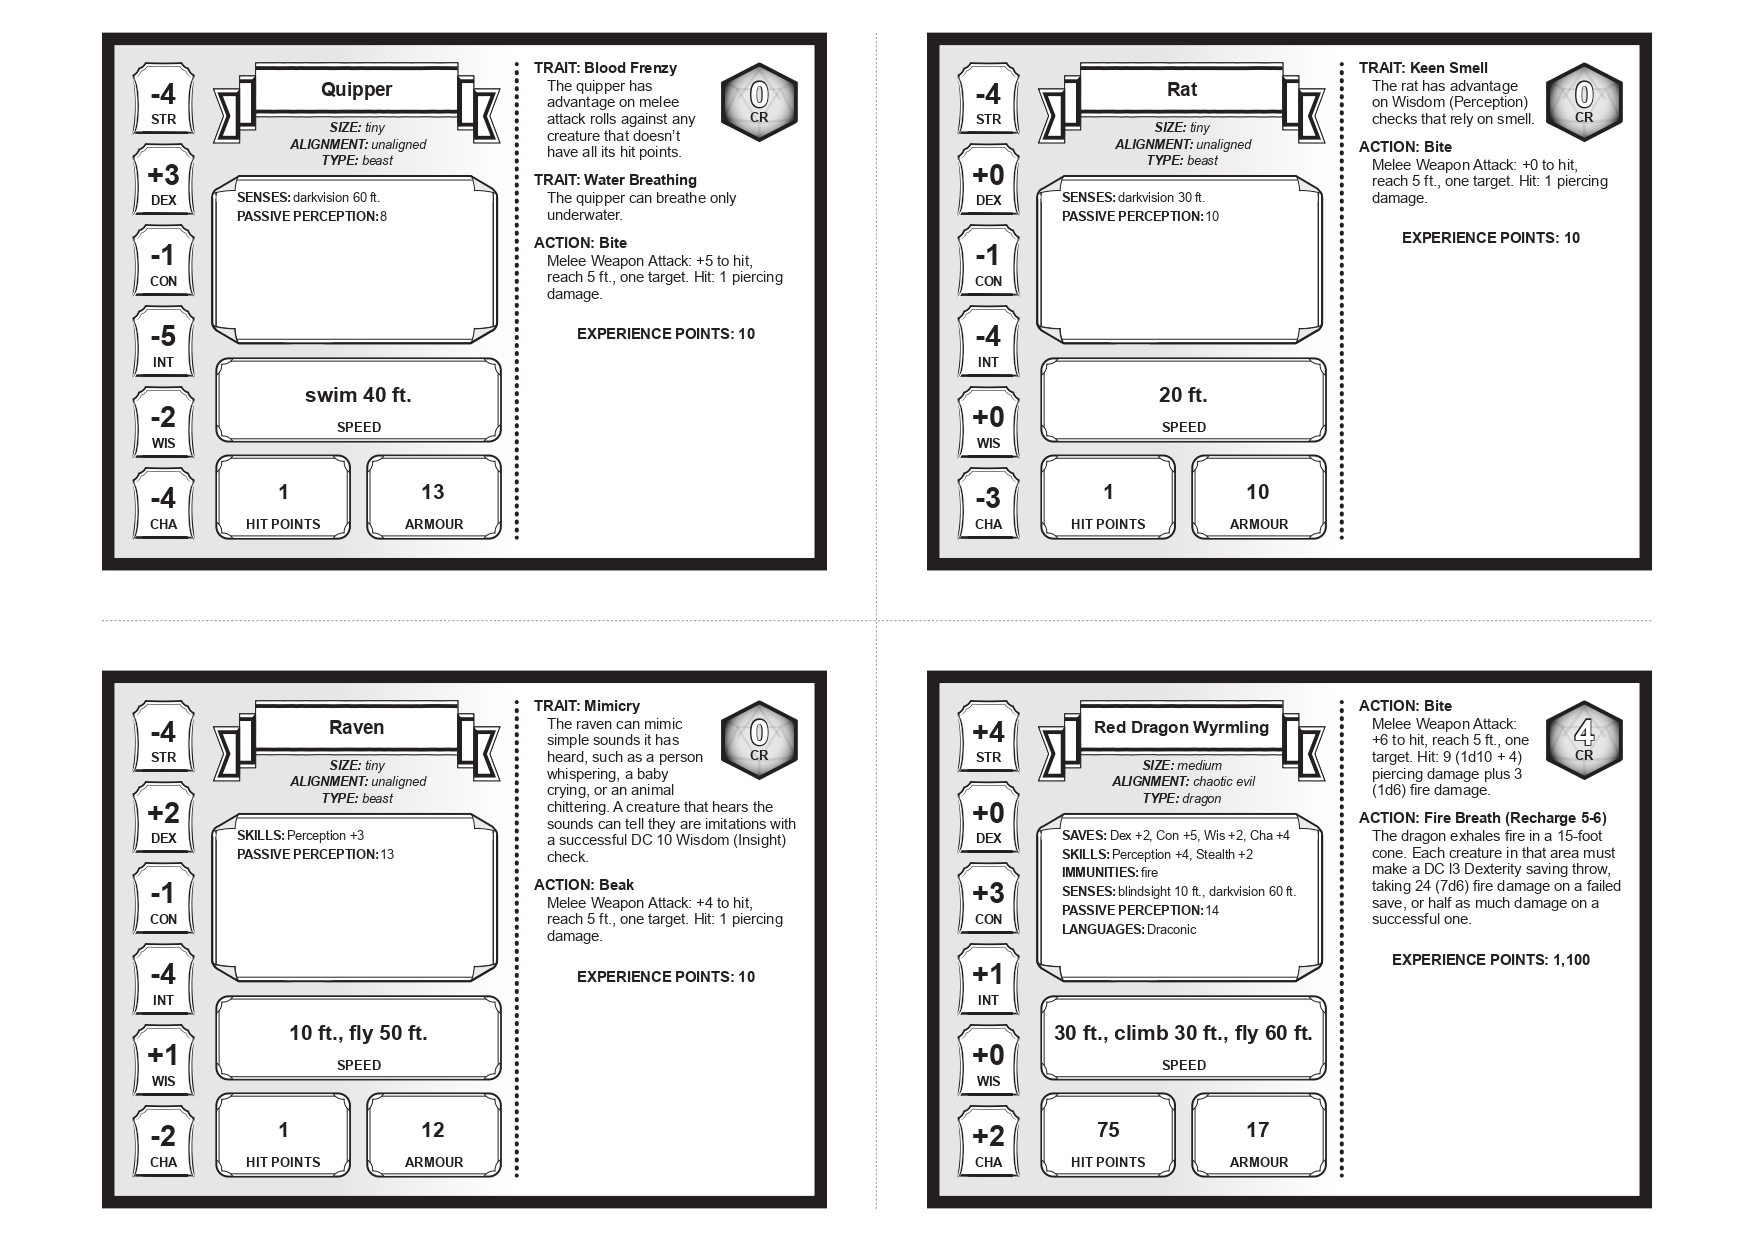 -4
STR
+3
DEX
-1
CON
-5
INT
-2
WIS
-4
CHA
Quipper
SIZE: tiny
ALIGNMENT: unaligned
TYPE: beast
SENSES: darkvision 60 ft.
PASSIVE PERCEPTION: 8
swim 40 ft.
SPEED
1
HIT POINTS
13
ARMOUR
TRAIT: Blood Frenzy
The quipper has
advantage on melee
attack rolls against any
creature that doesn't
have all its hit points.
0
CR
TRAIT: Water Breathing
The quipper can breathe only
underwater.
ACTION: Bite
Melee Weapon Attack: +5 to hit,
reach 5 ft., one target. Hit: 1 piercing
damage.
EXPERIENCE POINTS: 10
-4
STR
+0
DEX
-1
CON
-4
INT
+0
WIS
-3
CHA
Rat
SIZE: tiny
ALIGNMENT: unaligned
TYPE: beast
SENSES: darkvision 30 ft.
PASSIVE PERCEPTION: 10
20 ft.
SPEED
1
HIT POINTS
10
ARMOUR
TRAIT: Keen Smell
The rat has advantage
on Wisdom (Perception)
checks that rely on smell.
0
CR
ACTION: Bite
Melee Weapon Attack: +0 to hit,
reach 5 ft., one target. Hit: 1 piercing
damage.
EXPERIENCE POINTS: 10
-4
STR
+2
DEX
-1
CON
-4
INT
+1
WIS
-2
CHA
Raven
SIZE: tiny
ALIGNMENT: unaligned
TYPE: beast
SKILLS: Perception +3
PASSIVE PERCEPTION: 13
10 ft., fly 50 ft.
SPEED
1
HIT POINTS
12
ARMOUR
TRAIT: Mimicry
The raven can mimic
simple sounds it has
heard, such as a person
whispering, a baby
crying, or an animal
chittering. A creature that hears the
sounds can tell they are imitations with
a successful DC 10 Wisdom (Insight)
check.
0
CR
ACTION: Beak
Melee Weapon Attack: +4 to hit,
reach 5 ft., one target. Hit: 1 piercing
damage.
EXPERIENCE POINTS: 10
+4
STR
+0
DEX
+3
CON
+1
INT
+0
WIS
+2
CHA
Red Dragon Wyrmling
SIZE: medium
ALIGNMENT: chaotic evil
TYPE: dragon
SAVES: Dex +2, Con +5, Wis +2, Cha +4
SKILLS: Perception +4, Stealth +2
IMMUNITIES: fire
SENSES: blindsight 10 ft., darkvision 60 ft.
PASSIVE PERCEPTION: 14
LANGUAGES: Draconic
30 ft., climb 30 ft., fly 60 ft.
SPEED
75
HIT POINTS
17
ARMOUR
ACTION: Bite
Melee Weapon Attack:
+6 to hit, reach 5 ft., one
target. Hit: 9 (1d10 + 4)
piercing damage plus 3
(1d6) fire damage.
4
CR
ACTION: Fire Breath (Recharge 5-6)
The dragon exhales fire in a 15-foot
cone. Each creature in that area must
make a DC l3 Dexterity saving throw,
taking 24 (7d6) fire damage on a failed
save, or half as much damage on a
successful one.
EXPERIENCE POINTS: 1,100